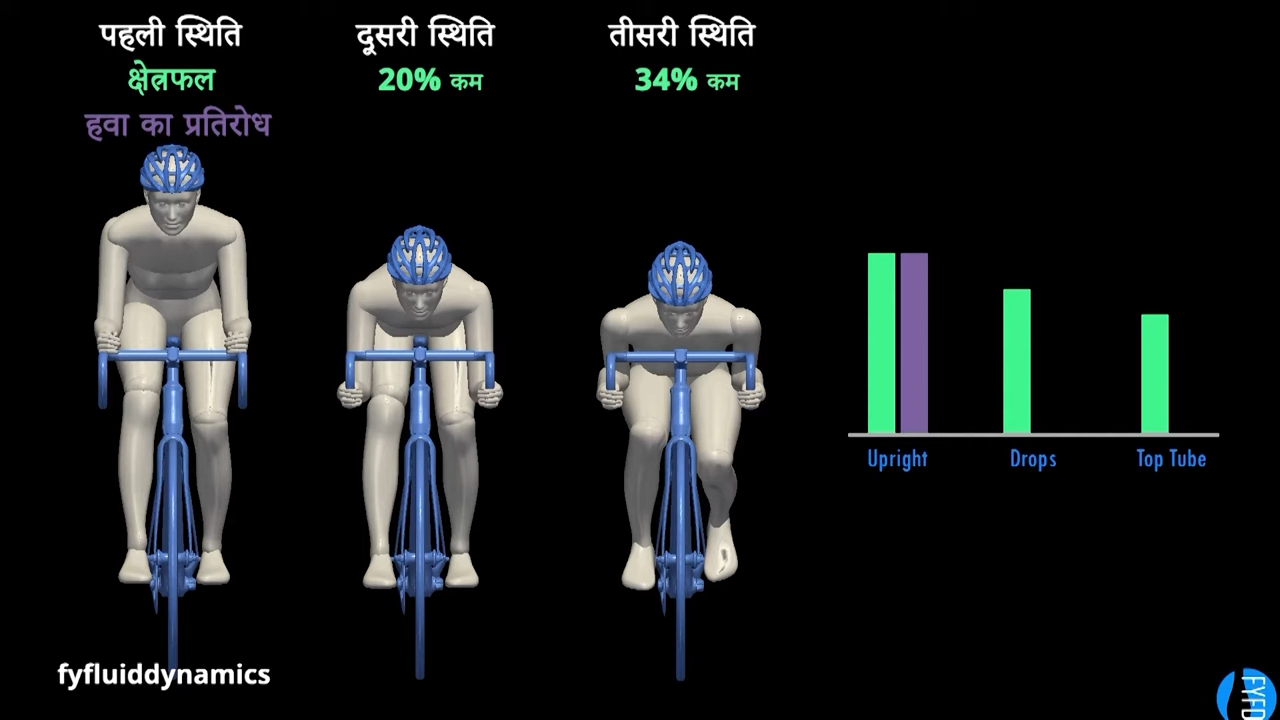 पहली स्थिति
क्षेत्रफल
हवा का प्रतिरोध
दूसरी स्थिति
20% कम
तीसरी स्थिति
34% कम
Upright
Drops
Top Tube
fyfluiddynamics
FYFD